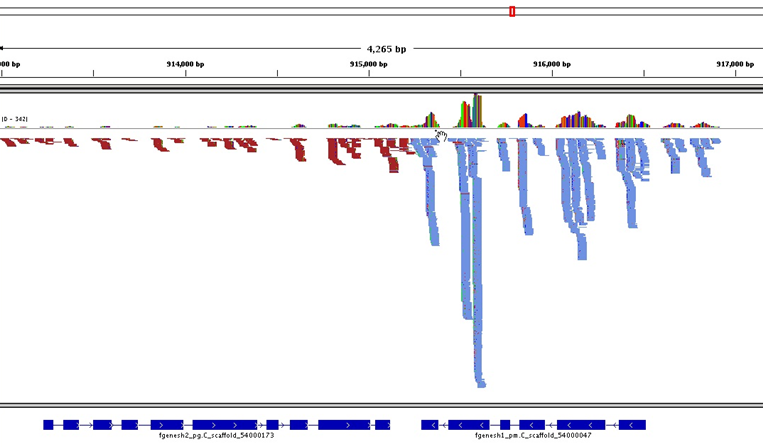 4,265 bp
00 bp 914,000 bp 915,000 bp 916,000 bp 917,000 bp
[0 - 342]
fgenesh2_pg.C_scaffold_54000173 fgenesh1_pm.C_scaffold_54000047